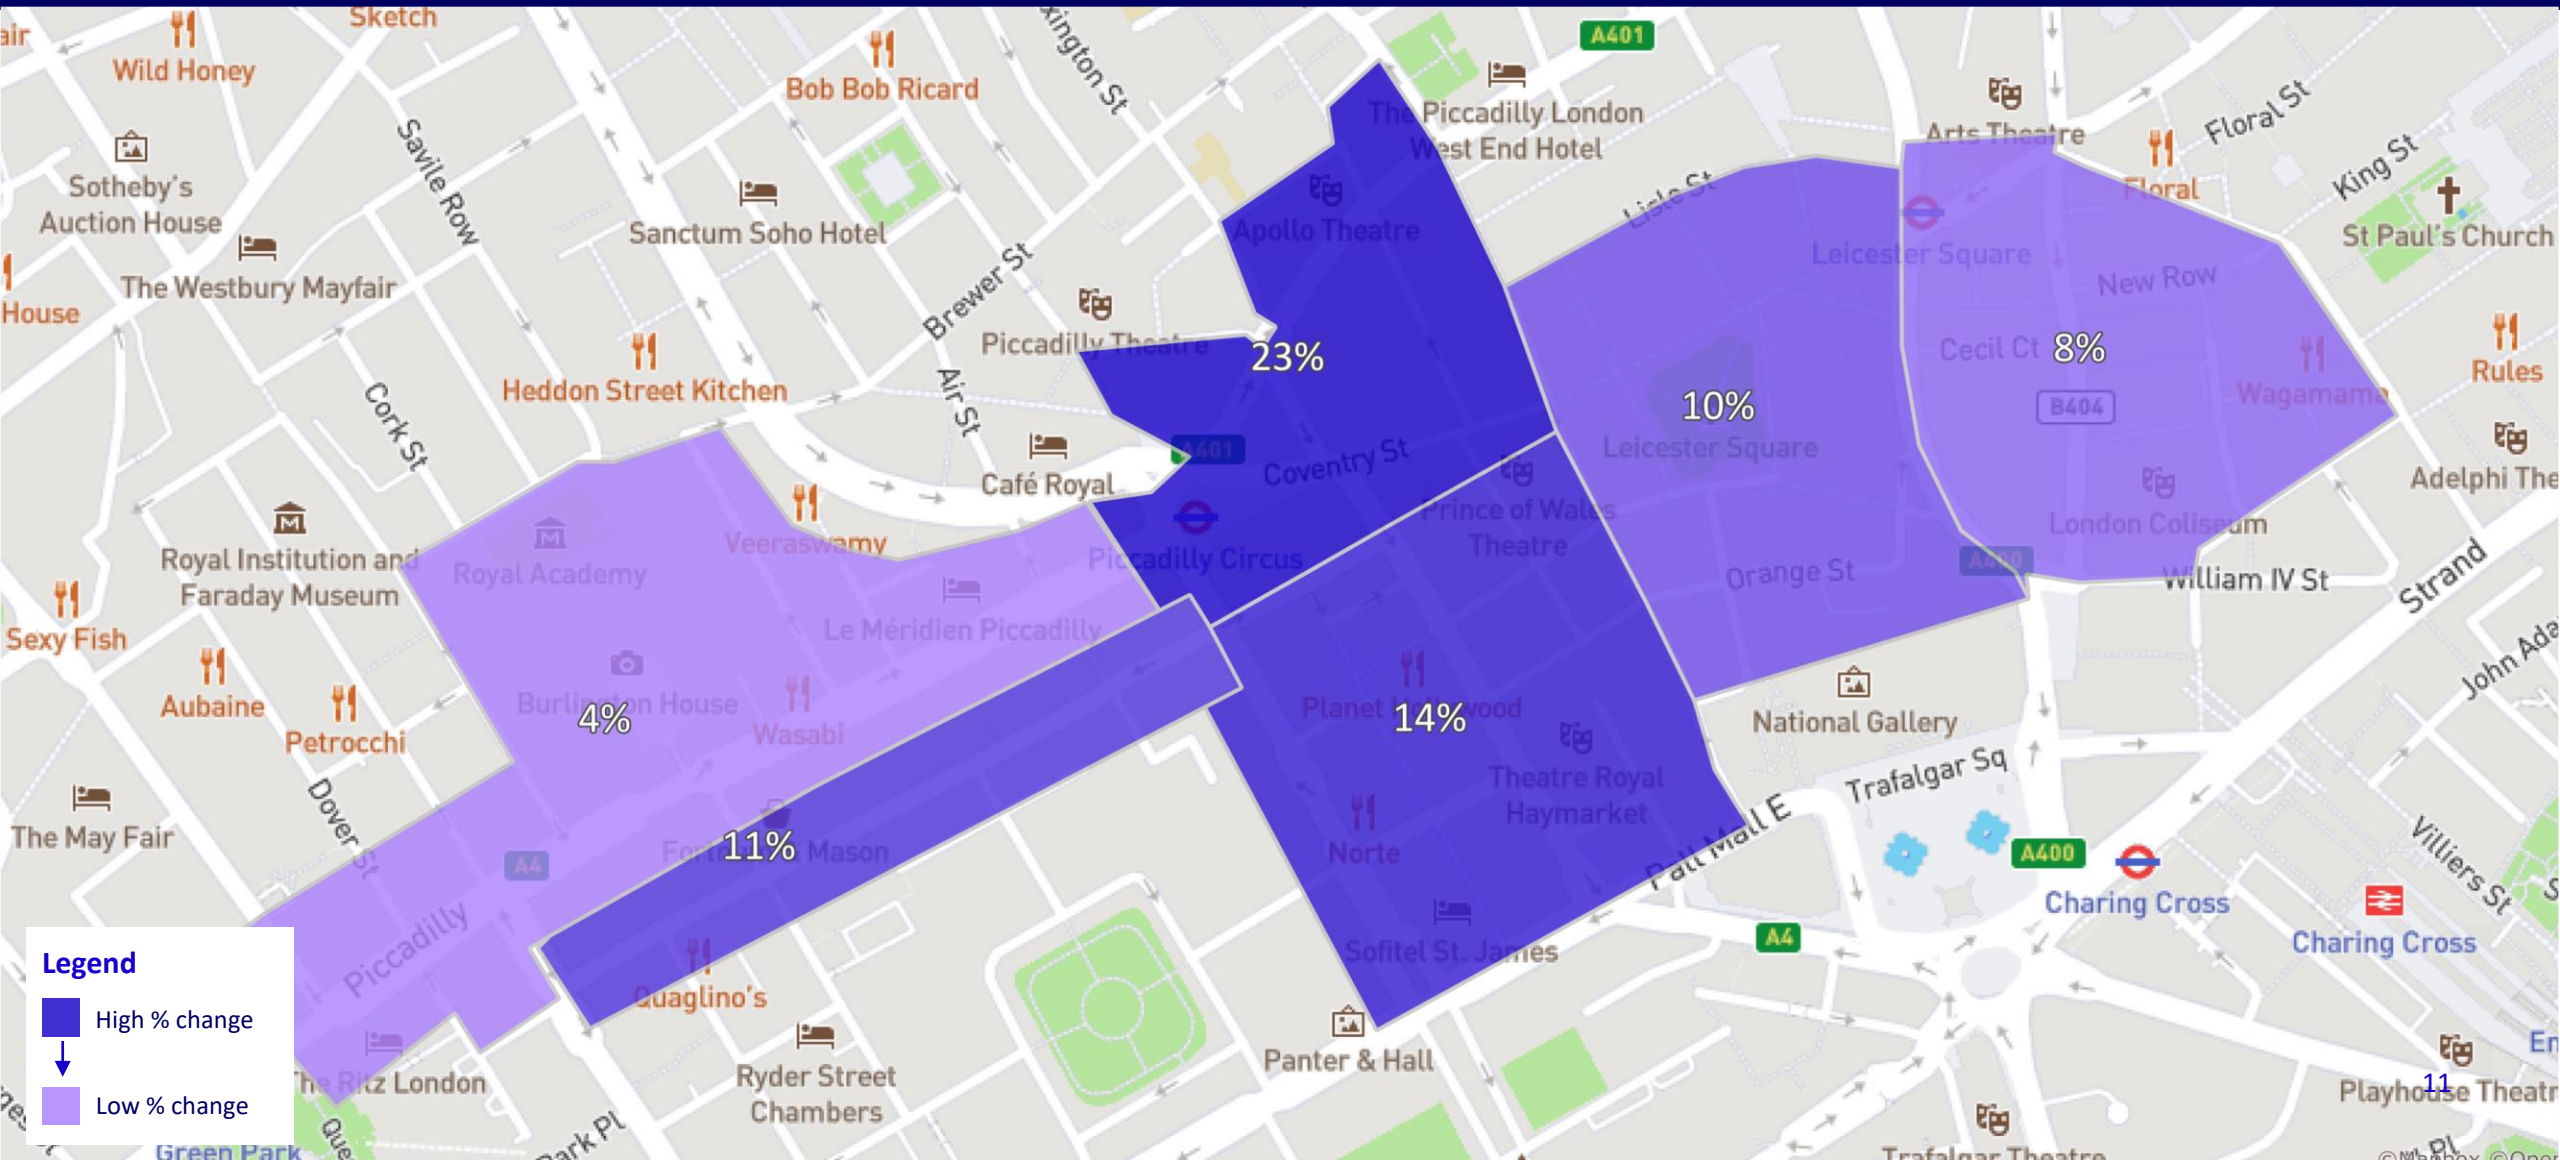 Sketch
air
Wild Honey
Bob Bob Ricard
A401
The Piccadilly London
West End Hotel
Arts Theatre
Floral St
King St
Floral
St Paul's Church
Savile Row
Sotheby's
Auction House
The Westbury Mayfair
House
Sanctum Soho Hotel
Brewer St
Apollo Theatre
Lisle St
Leicester Square
New Row
Piccadilly Theatre
23%
Cecil Ct
8%
Wagamama
Rules
Heddon Street Kitchen
Air St
Cork St
10%
B404
Leicester Square
Café Royal
A401
Coventry St
Prince of Wales
Theatre
London Coliseum
Adelphi The
Veeraswamy
Piccadilly Circus
Orange St
A400
William IV St
Strand
Royal Institution and
Faraday Museum
Royal Academy
Le Méridien Piccadilly
Sexy Fish
John Ada
Aubaine
Petrocchi
Burlington House
4%
Wasabi
Planet Hollywood
14%
National Gallery
Trafalgar Sq
Theatre Royal
Haymarket
Pall Mall E
The May Fair
Dover St
A4
11%
Mason
Norte
A400
Villiers St
Charing Cross
Charing Cross
Piccadilly
Sofitel St. James
A4
Quaglino's
Legend
High % change
Low % change
The Ritz London
Ryder Street
Chambers
Panter & Hall
11
Playhouse Theatr
Green Park
Que
Park Pl
Trafalgar Theatre